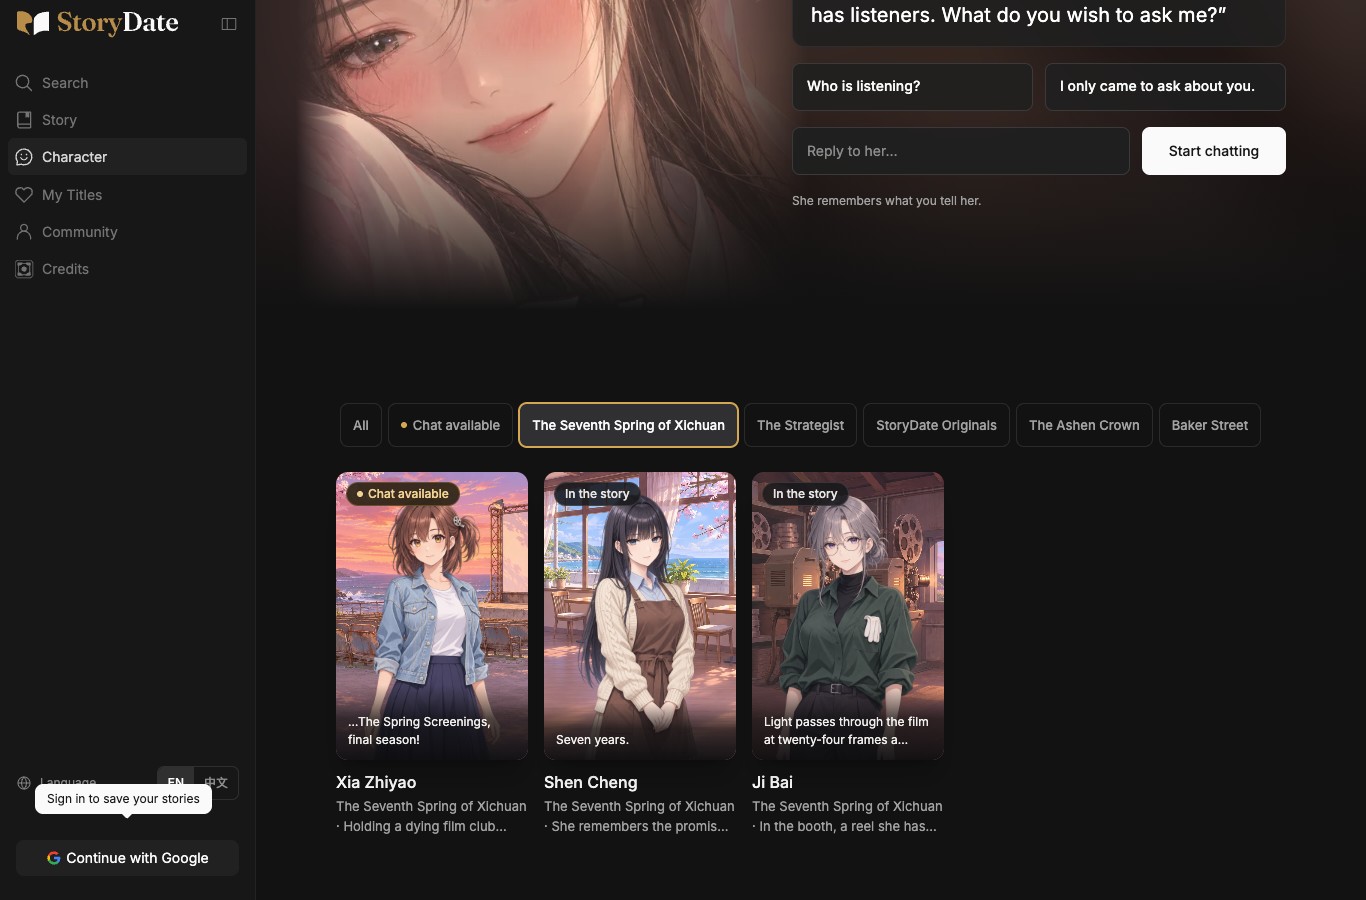 StoryDate
Search
Story
Character
My Titles
Community
Credits
Language
EN
中文
Sign in to save your stories
Continue with Google
has listeners. What do you wish to ask me?”
Who is listening?
I only came to ask about you.
Reply to her...
Start chatting
She remembers what you tell her.
All
Chat available
The Seventh Spring of Xichuan
The Strategist
StoryDate Originals
The Ashen Crown
Baker Street
Chat available
...The Spring Screenings,
final season!
Xia Zhiyao
The Seventh Spring of Xichuan
· Holding a dying film club...
In the story
Seven years.
Shen Cheng
The Seventh Spring of Xichuan
· She remembers the promis...
In the story
Light passes through the film
at twenty-four frames a...
Ji Bai
The Seventh Spring of Xichuan
· In the booth, a reel she has...